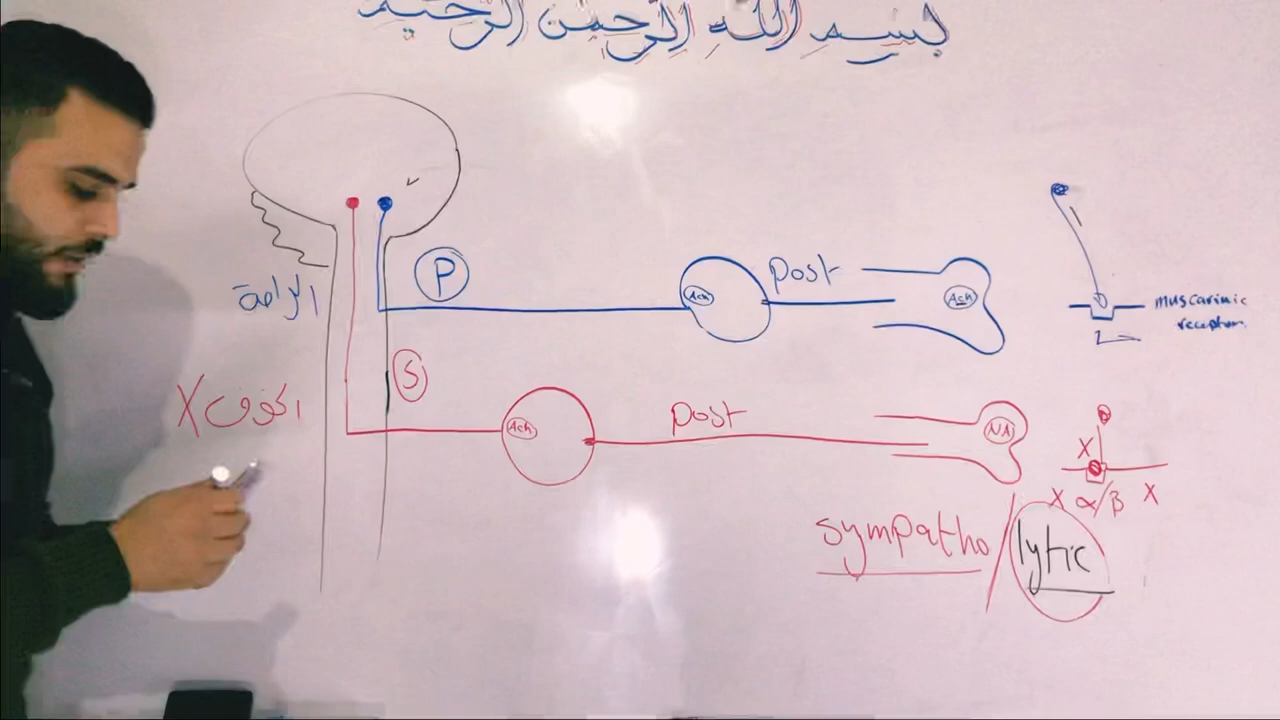 بسم الله الرحمن الرحيم
P
Ach
post
Ach
muscarinic
receptor
الراحة
S
الخوف X
Ach
post
NA
X
X α/β X
sympatho/lytic